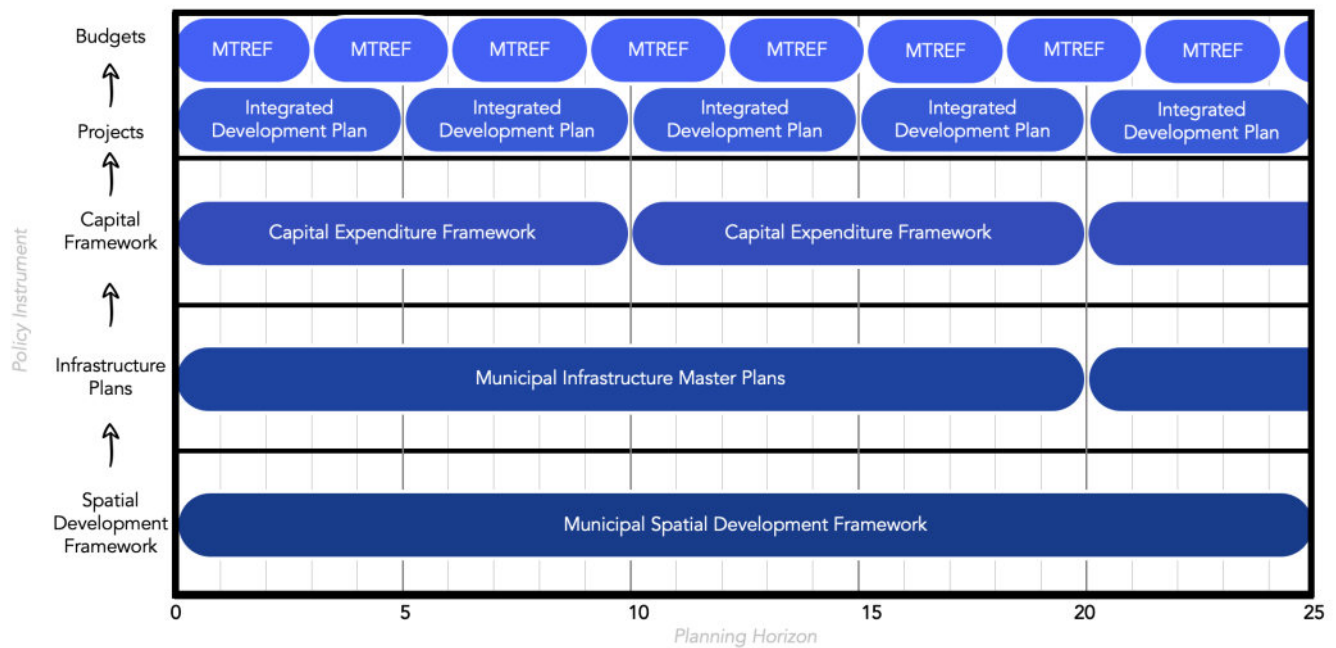 Budgets
MTREF
MTREF
MTREF
MTREF
MTREF
MTREF
MTREF
MTREF
Projects
Integrated
Development Plan
Integrated
Development Plan
Integrated
Development Plan
Integrated
Development Plan
Integrated
Development Plan
Policy Instrument
Capital
Framework
Capital Expenditure Framework
Capital Expenditure Framework
Infrastructure
Plans
Municipal Infrastructure Master Plans
Spatial
Development
Framework
Municipal Spatial Development Framework
0
5
10
15
20
25
Planning Horizon